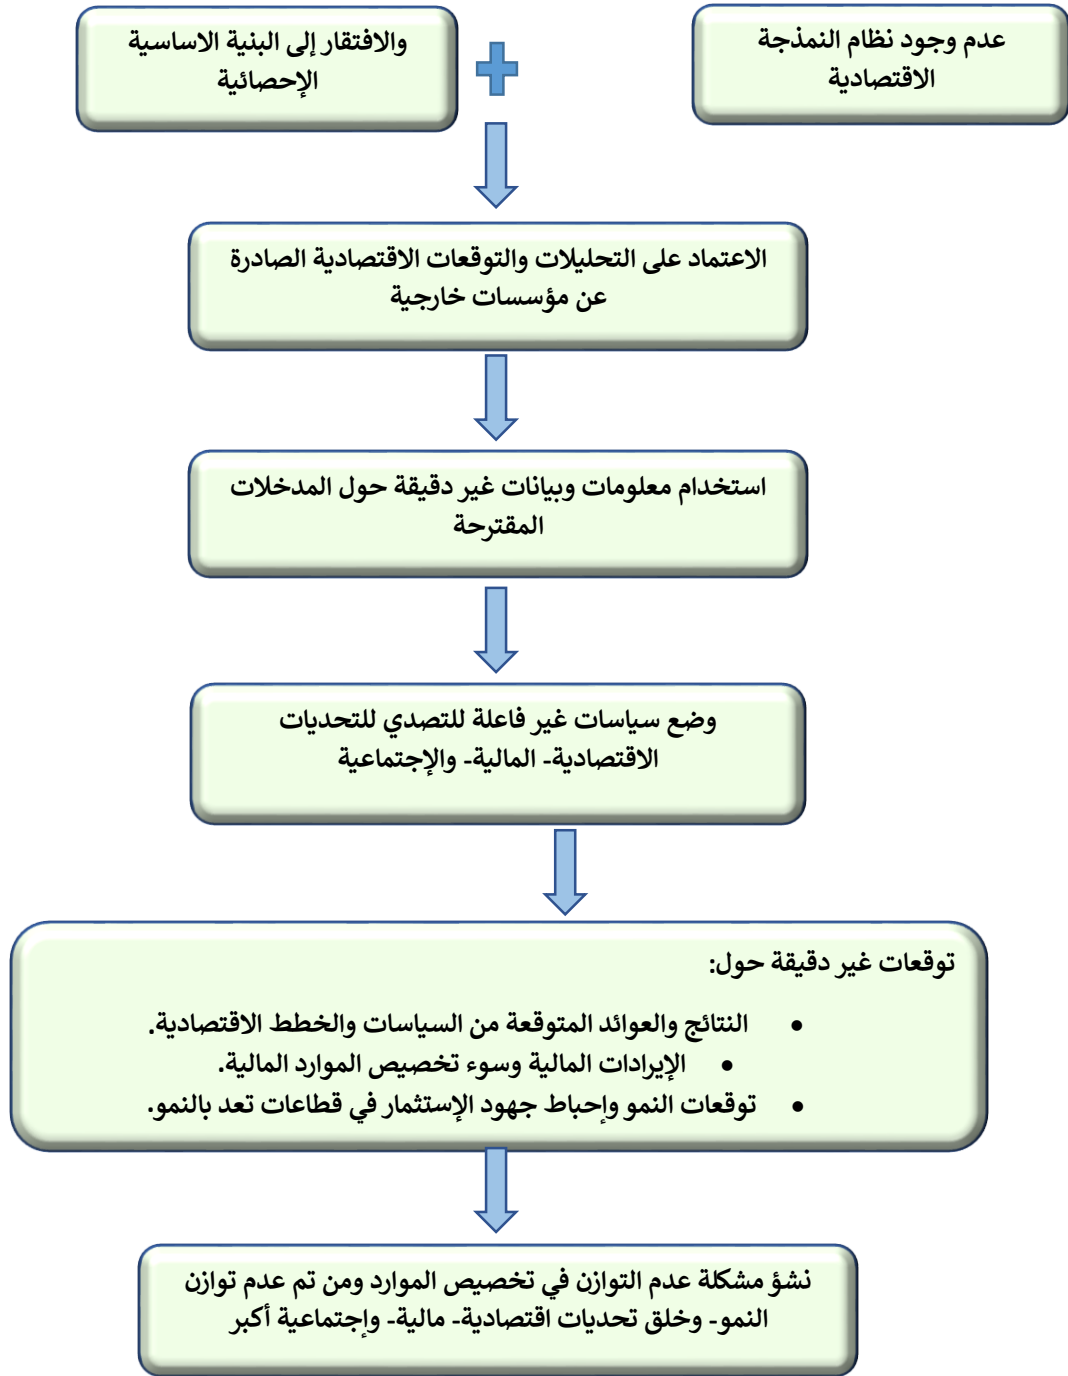 عدم وجود نظام النمذجة
الاقتصادية
والافتقار إلى البنية الاساسية
الإحصائية
الاعتماد على التحليلات والتوقعات الاقتصادية الصادرة
عن مؤسسات خارجية
استخدام معلومات وبيانات غير دقيقة حول المدخلات
المقترحة
وضع سياسات غير فاعلة للتصدي للتحديات
الاقتصادية- المالية- والإجتماعية
توقعات غير دقيقة حول:
• النتائج والعوائد المتوقعة من السياسات والخطط الاقتصادية.
• الإيرادات المالية وسوء تخصيص الموارد المالية.
• توقعات النمو وإحباط جهود الإستثمار في قطاعات تعد بالنمو.
نشؤ مشكلة عدم التوازن في تخصيص الموارد ومن تم عدم توازن
النمو- وخلق تحديات اقتصادية- مالية- وإجتماعية أكبر